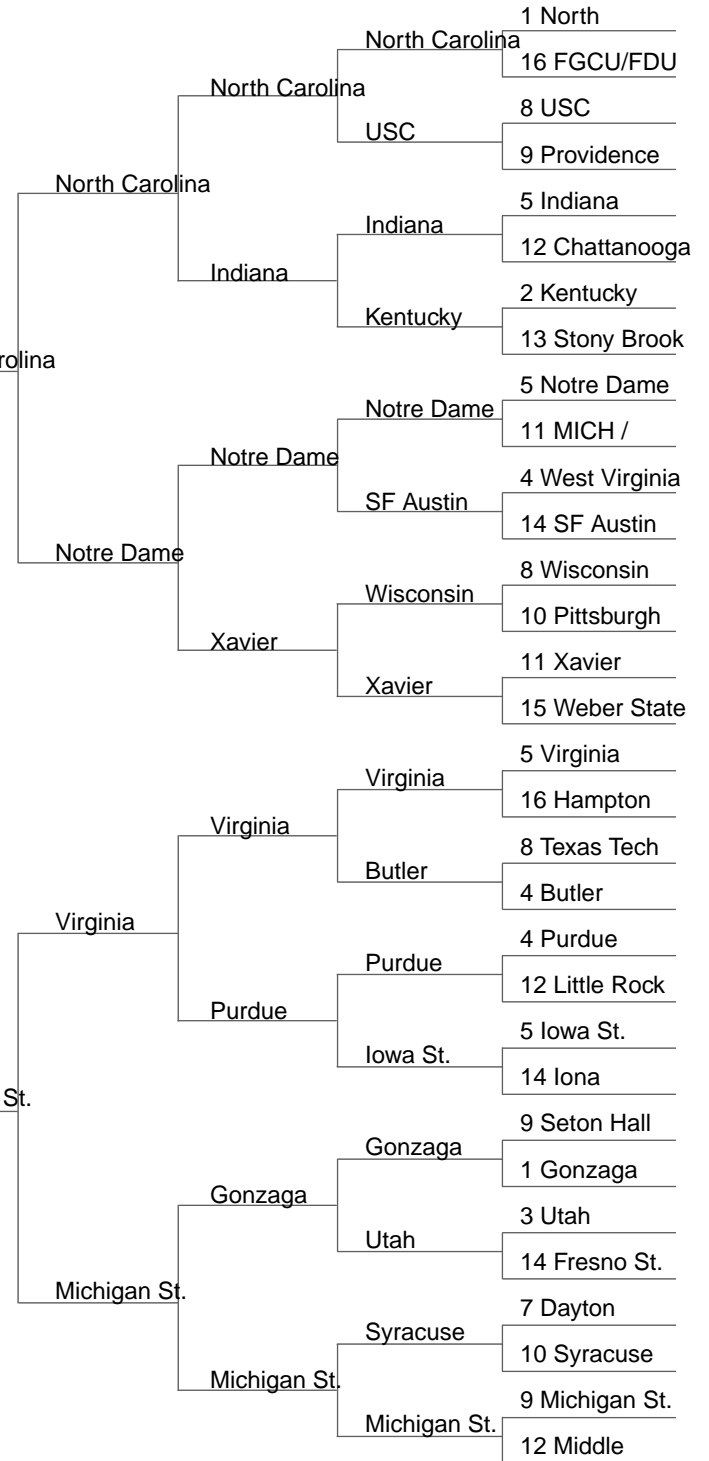 1 North
North Carolina
16 FGCU/FDU
North Carolina
8 USC
USC
9 Providence
North Carolina
5 Indiana
Indiana
12 Chattanooga
Indiana
2 Kentucky
Kentucky
13 Stony Brook
rolina
5 Notre Dame
Notre Dame
11 MICH /
Notre Dame
4 West Virginia
SF Austin
14 SF Austin
Notre Dame
8 Wisconsin
Wisconsin
10 Pittsburgh
Xavier
11 Xavier
Xavier
15 Weber State
5 Virginia
Virginia
16 Hampton
Virginia
8 Texas Tech
Butler
4 Butler
Virginia
4 Purdue
Purdue
12 Little Rock
Purdue
5 Iowa St.
Iowa St.
14 Iona
St.
9 Seton Hall
Gonzaga
1 Gonzaga
Gonzaga
3 Utah
Utah
14 Fresno St.
Michigan St.
7 Dayton
Syracuse
10 Syracuse
Michigan St.
9 Michigan St.
Michigan St.
12 Middle